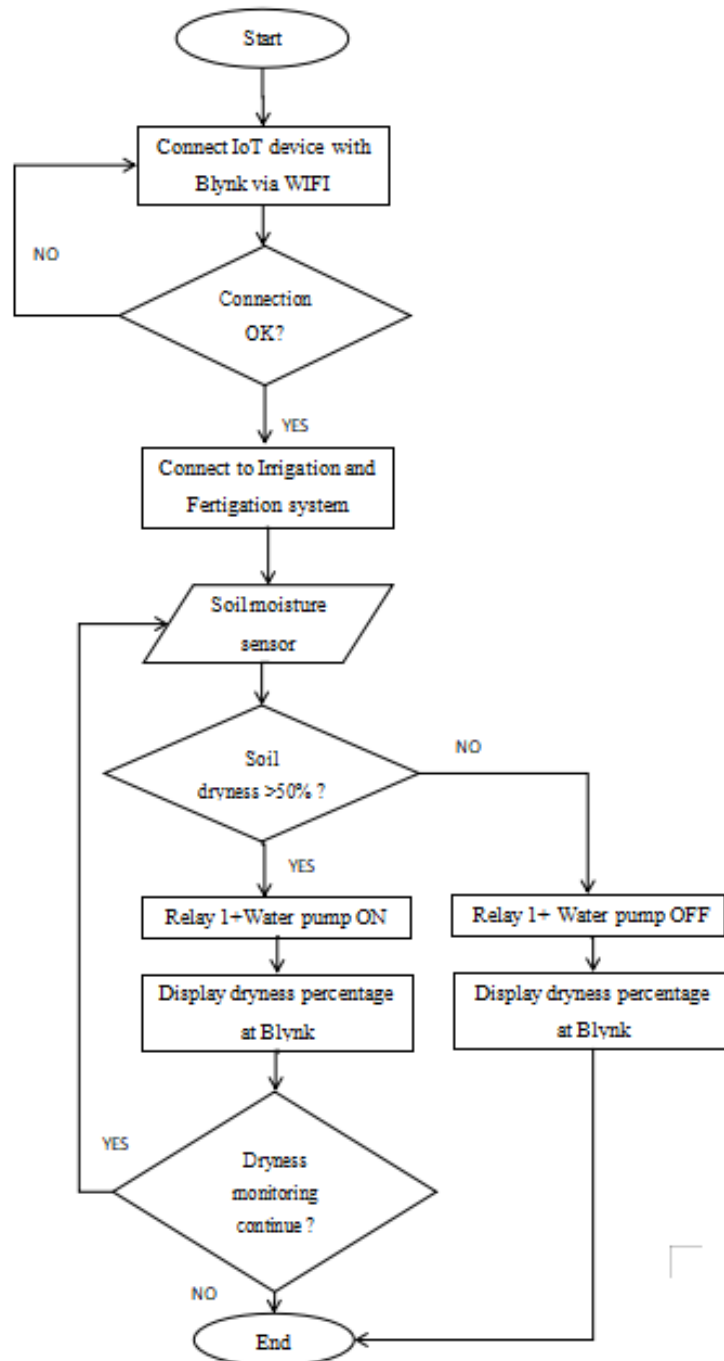 Start
Connect IoT device with
Blynk via WIFI
NO
Connection
OK?
YES
Connect to Irrigation and
Fertigation system
Soil moisture
sensor
Soil
dryness >50% ?
NO
YES
Relay 1+Water pump ON
Relay 1+ Water pump OFF
Display dryness percentage
at Blynk
Display dryness percentage
at Blynk
YES
Dryness
monitoring
continue ?
NO
End